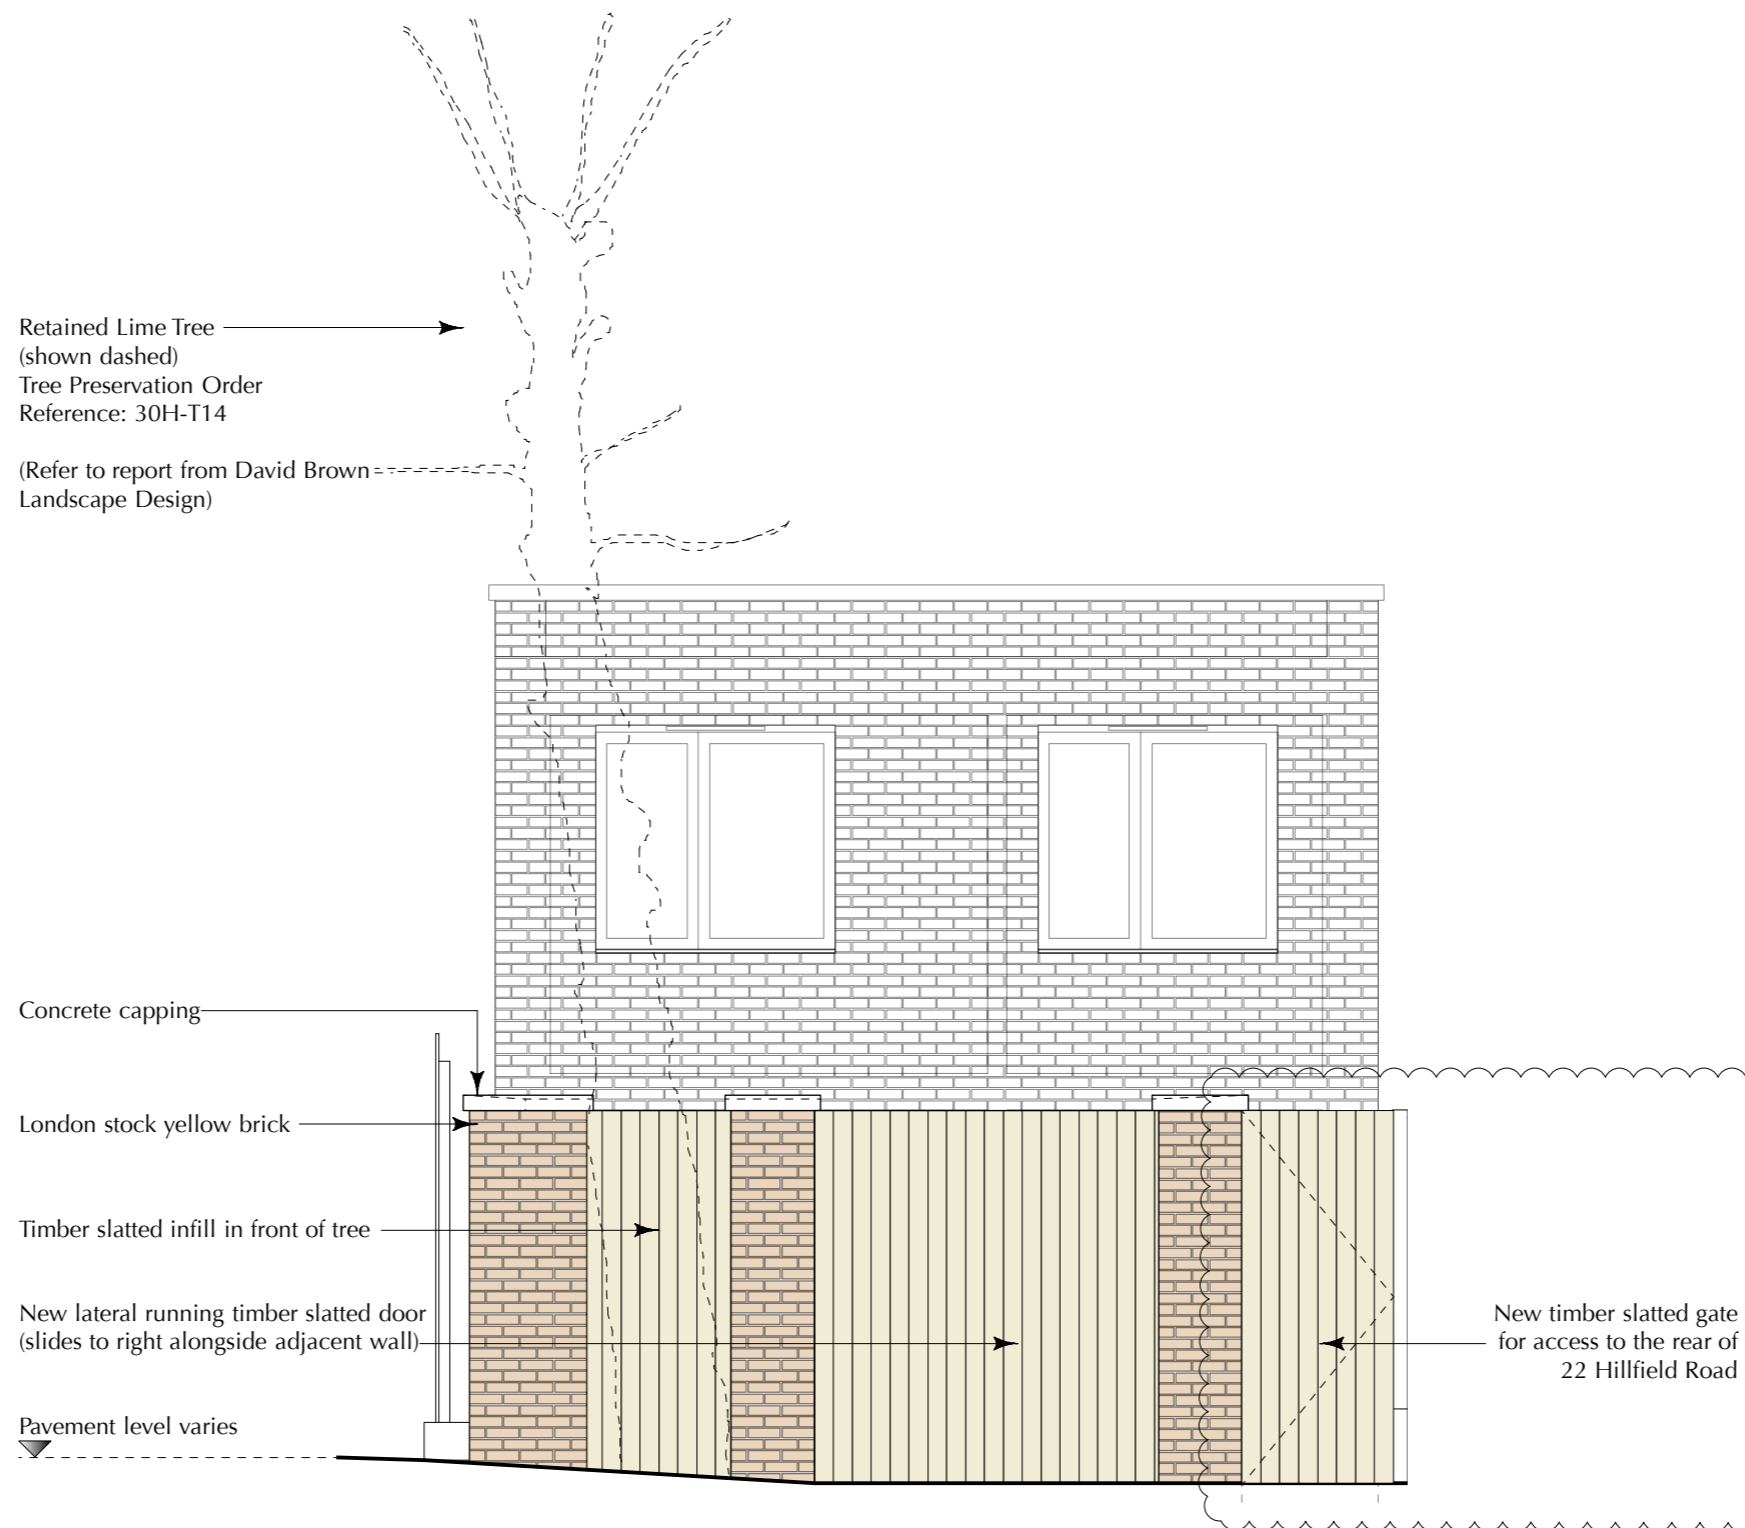 Retained Lime Tree
(shown dashed)
Tree Preservation Order
Reference: 30H-T14
(Refer to report from David Brown
Landscape Design)
Concrete capping
London stock yellow brick
Timber slatted infill in front of tree
New lateral running timber slatted door
(slides to right alongside adjacent wall)
New timber slatted gate
for access to the rear of
22 Hillfield Road
Pavement level varies